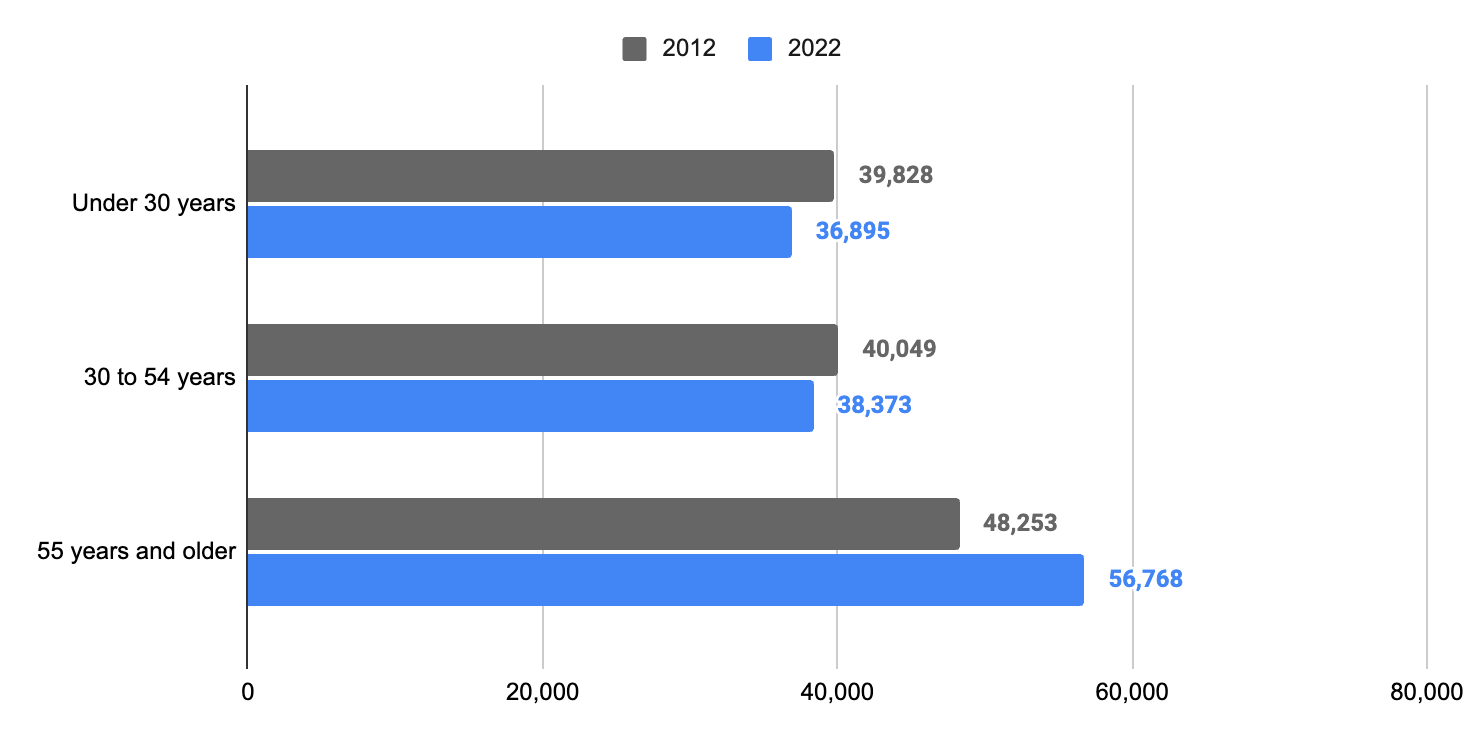 2012 2022
39,828
Under 30 years
36,895
40,049
30 to 54 years
38,373
48,253
55 years and older
56,768
0 20,000 40,000 60,000 80,000